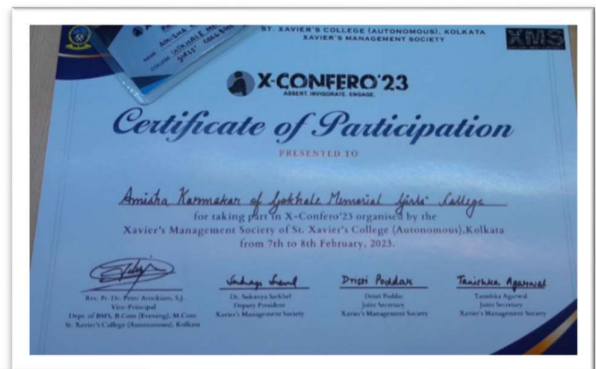 ST. XAVIER'S COLLEGE (AUTONOMOUS), KOLKATA
XAVIER'S MANAGEMENT SOCIETY
XMS
X-CONFERO'23
ASSERT. INVIGORATE. ENGAGE.
Certificate of Participation
PRESENTED TO
Amisha Karmakar of Gokhale Memorial Girls' College
for taking part in X-Confero'23 organised by the
Xavier's Management Society of St. Xavier's College (Autonomous),Kolkata
from 7th to 8th February, 2023.
Dristi Poddar
Tanishka Agarwal
Rev. Fr. Dr. Peter Arockiam, S.J.
Vice-Principal
Dept. of BMS, B.Com (Evening), M.Com
St. Xavier's College (Autonomous), Kolkata
Dr. Sukanya Sarkhel
Deputy President
Xavier's Management Society
Dristi Poddar
Joint Secretary
Xavier's Management Society
Tanishka Agarwal
Joint Secretary
Xavier's Management Society